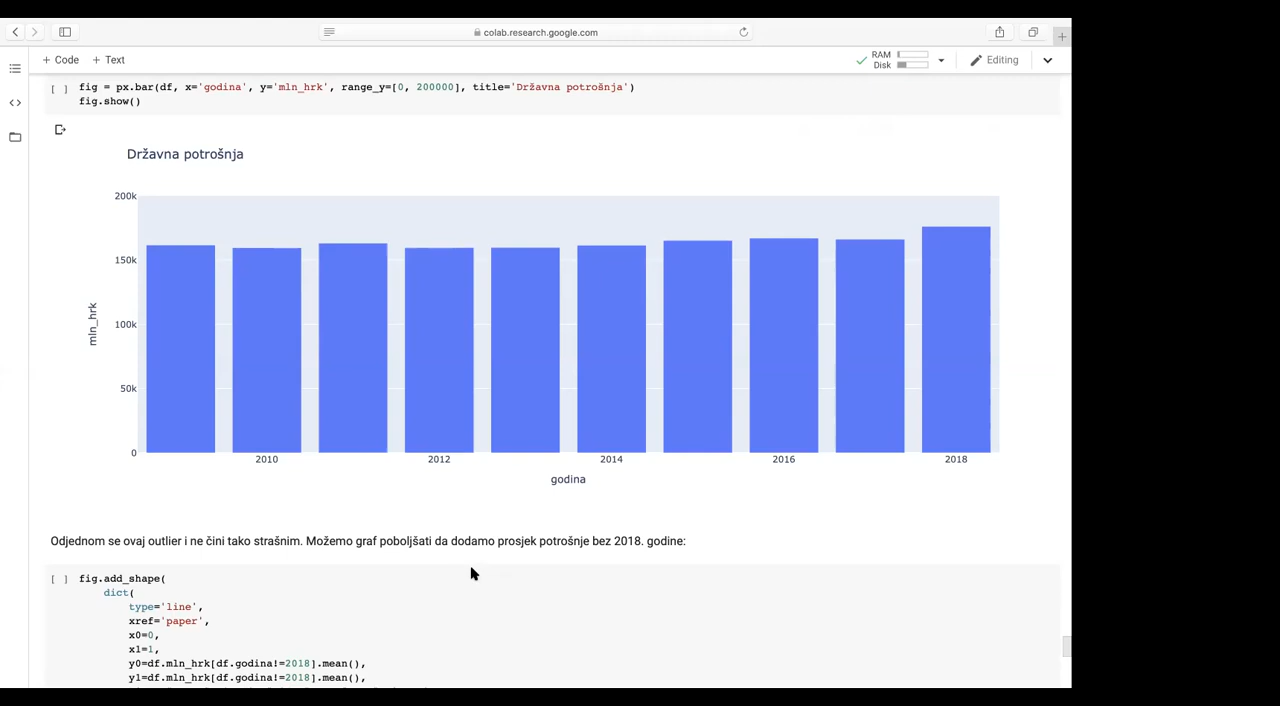 colab.research.google.com
+ Code + Text
RAM
Disk
Editing
[ ] fig = px.bar(df, x='godina', y='mln_hrk', range_y=[0, 200000], title='Državna potrošnja')
fig.show()
Državna potrošnja
200k
150k
100k
50k
0
mln_hrk
2010 2012 2014 2016 2018
godina
Odjednom se ovaj outlier i ne čini tako strašnim. Možemo graf poboljšati da dodamo prosjek potrošnje bez 2018. godine:
[ ] fig.add_shape(
dict(
type='line',
xref='paper',
x0=0,
x1=1,
y0=df.mln_hrk[df.godina!=2018].mean(),
y1=df.mln_hrk[df.godina!=2018].mean(),